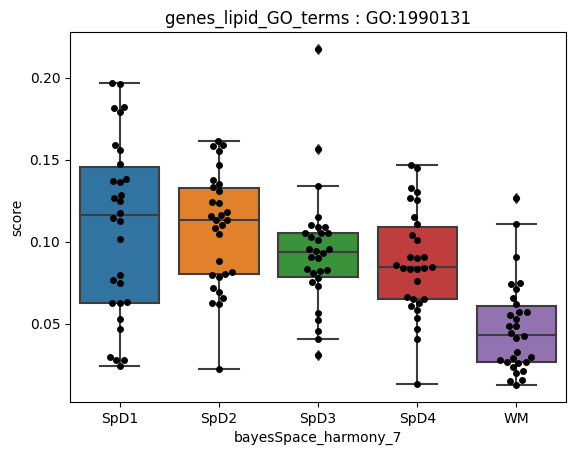 genes_lipid_GO_terms : GO:1990131
0.20
0.15
0.10
0.05
score
SpD1 SpD2 SpD3 SpD4 WM
bayesSpace_harmony_7